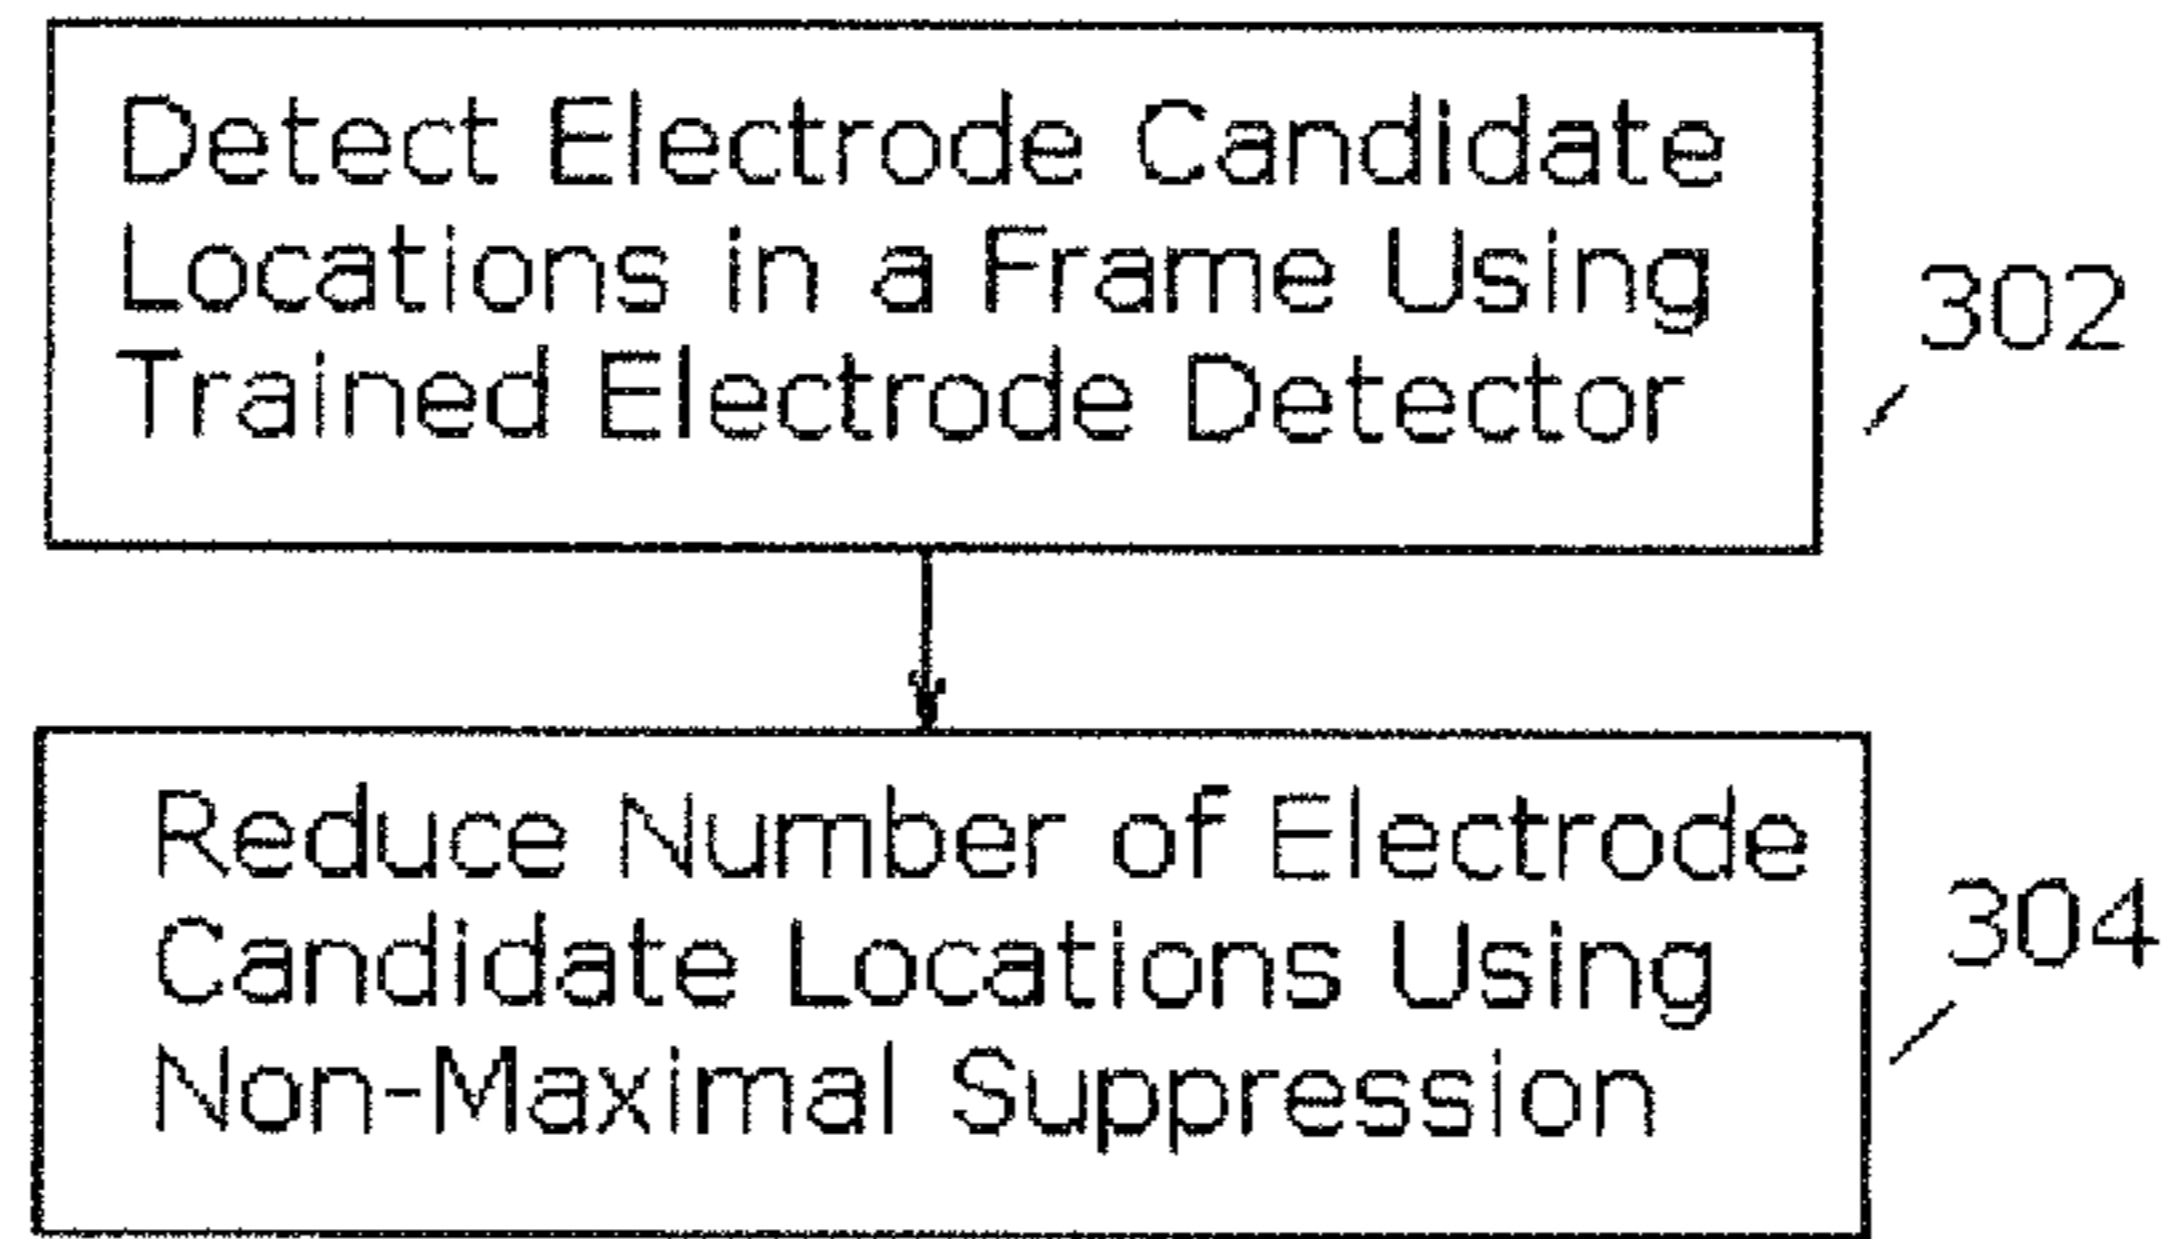 Detect Electrode Candidate
Locations in a Frame Using
Trained Electrode Detector
302
Reduce Number of Electrode
Candidate Locations Using
Non-Maximal Suppression
304